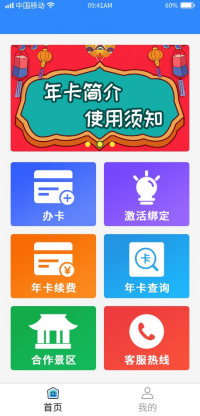 中国移动 09:41AM 60%
年卡简介
使用须知
办卡 激活绑定
年卡续费 年卡查询
合作景区 客服热线
首页 我的